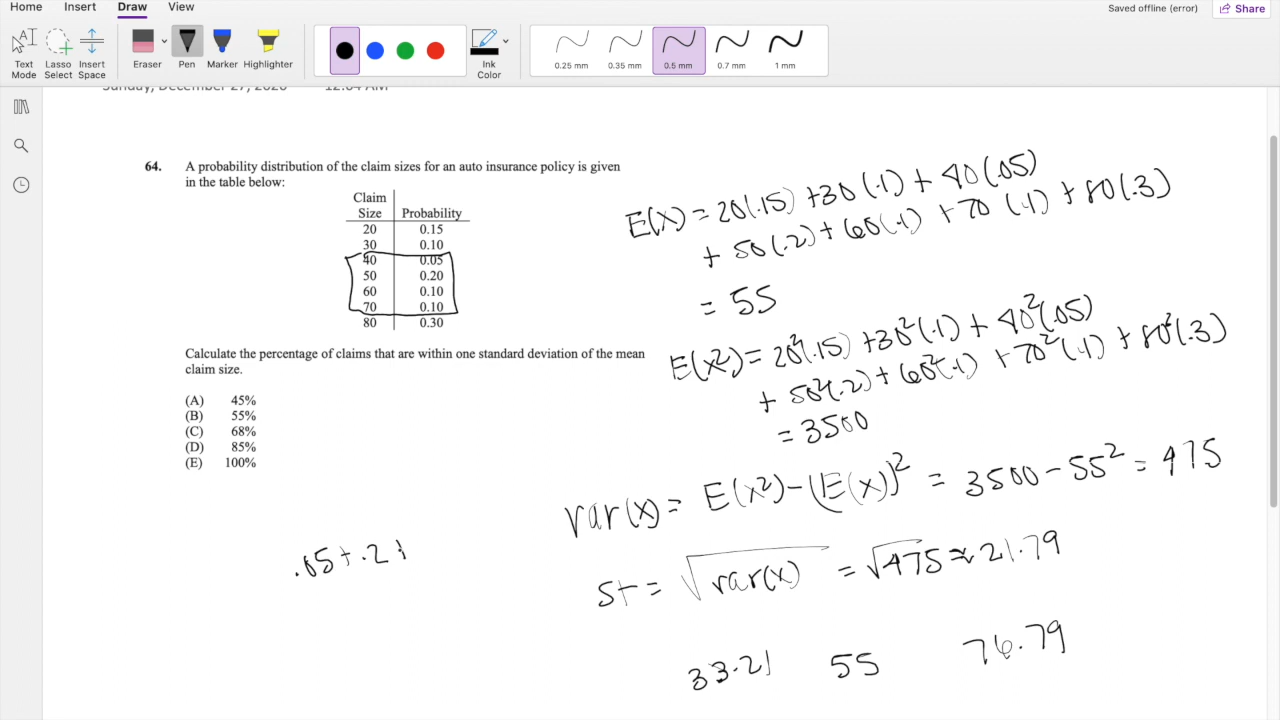 Home Insert Draw View
Saved offline (error) Share
Text Mode
Lasso Select
Insert Space
Eraser
Pen
Marker
Highlighter
Ink Color
0.25 mm
0.35 mm
0.5 mm
0.7 mm
1 mm
Sunday, December 27, 2020 12:04 AM
64. A probability distribution of the claim sizes for an auto insurance policy is given
in the table below:
Claim
Size Probability
20 0.15
30 0.10
40 0.05
50 0.20
60 0.10
70 0.10
80 0.30
Calculate the percentage of claims that are within one standard deviation of the mean
claim size.
(A) 45%
(B) 55%
(C) 68%
(D) 85%
(E) 100%
E(X) = 20(.15) + 30(.1) + 40(.05)
+ 50(.2) + 60(.1) + 70(.1) + 80(.3)
= 55
E(X²) = 20²(.15) + 30²(.1) + 40²(.05)
+ 50²(.2) + 60²(.1) + 70²(.1) + 80²(.3)
= 3500
var(X) = E(X²) - (E(X))² = 3500 - 55² = 475
st = √var(X) = √475 ≈ 21.79
33.21 55 76.79
.05 + .2 +